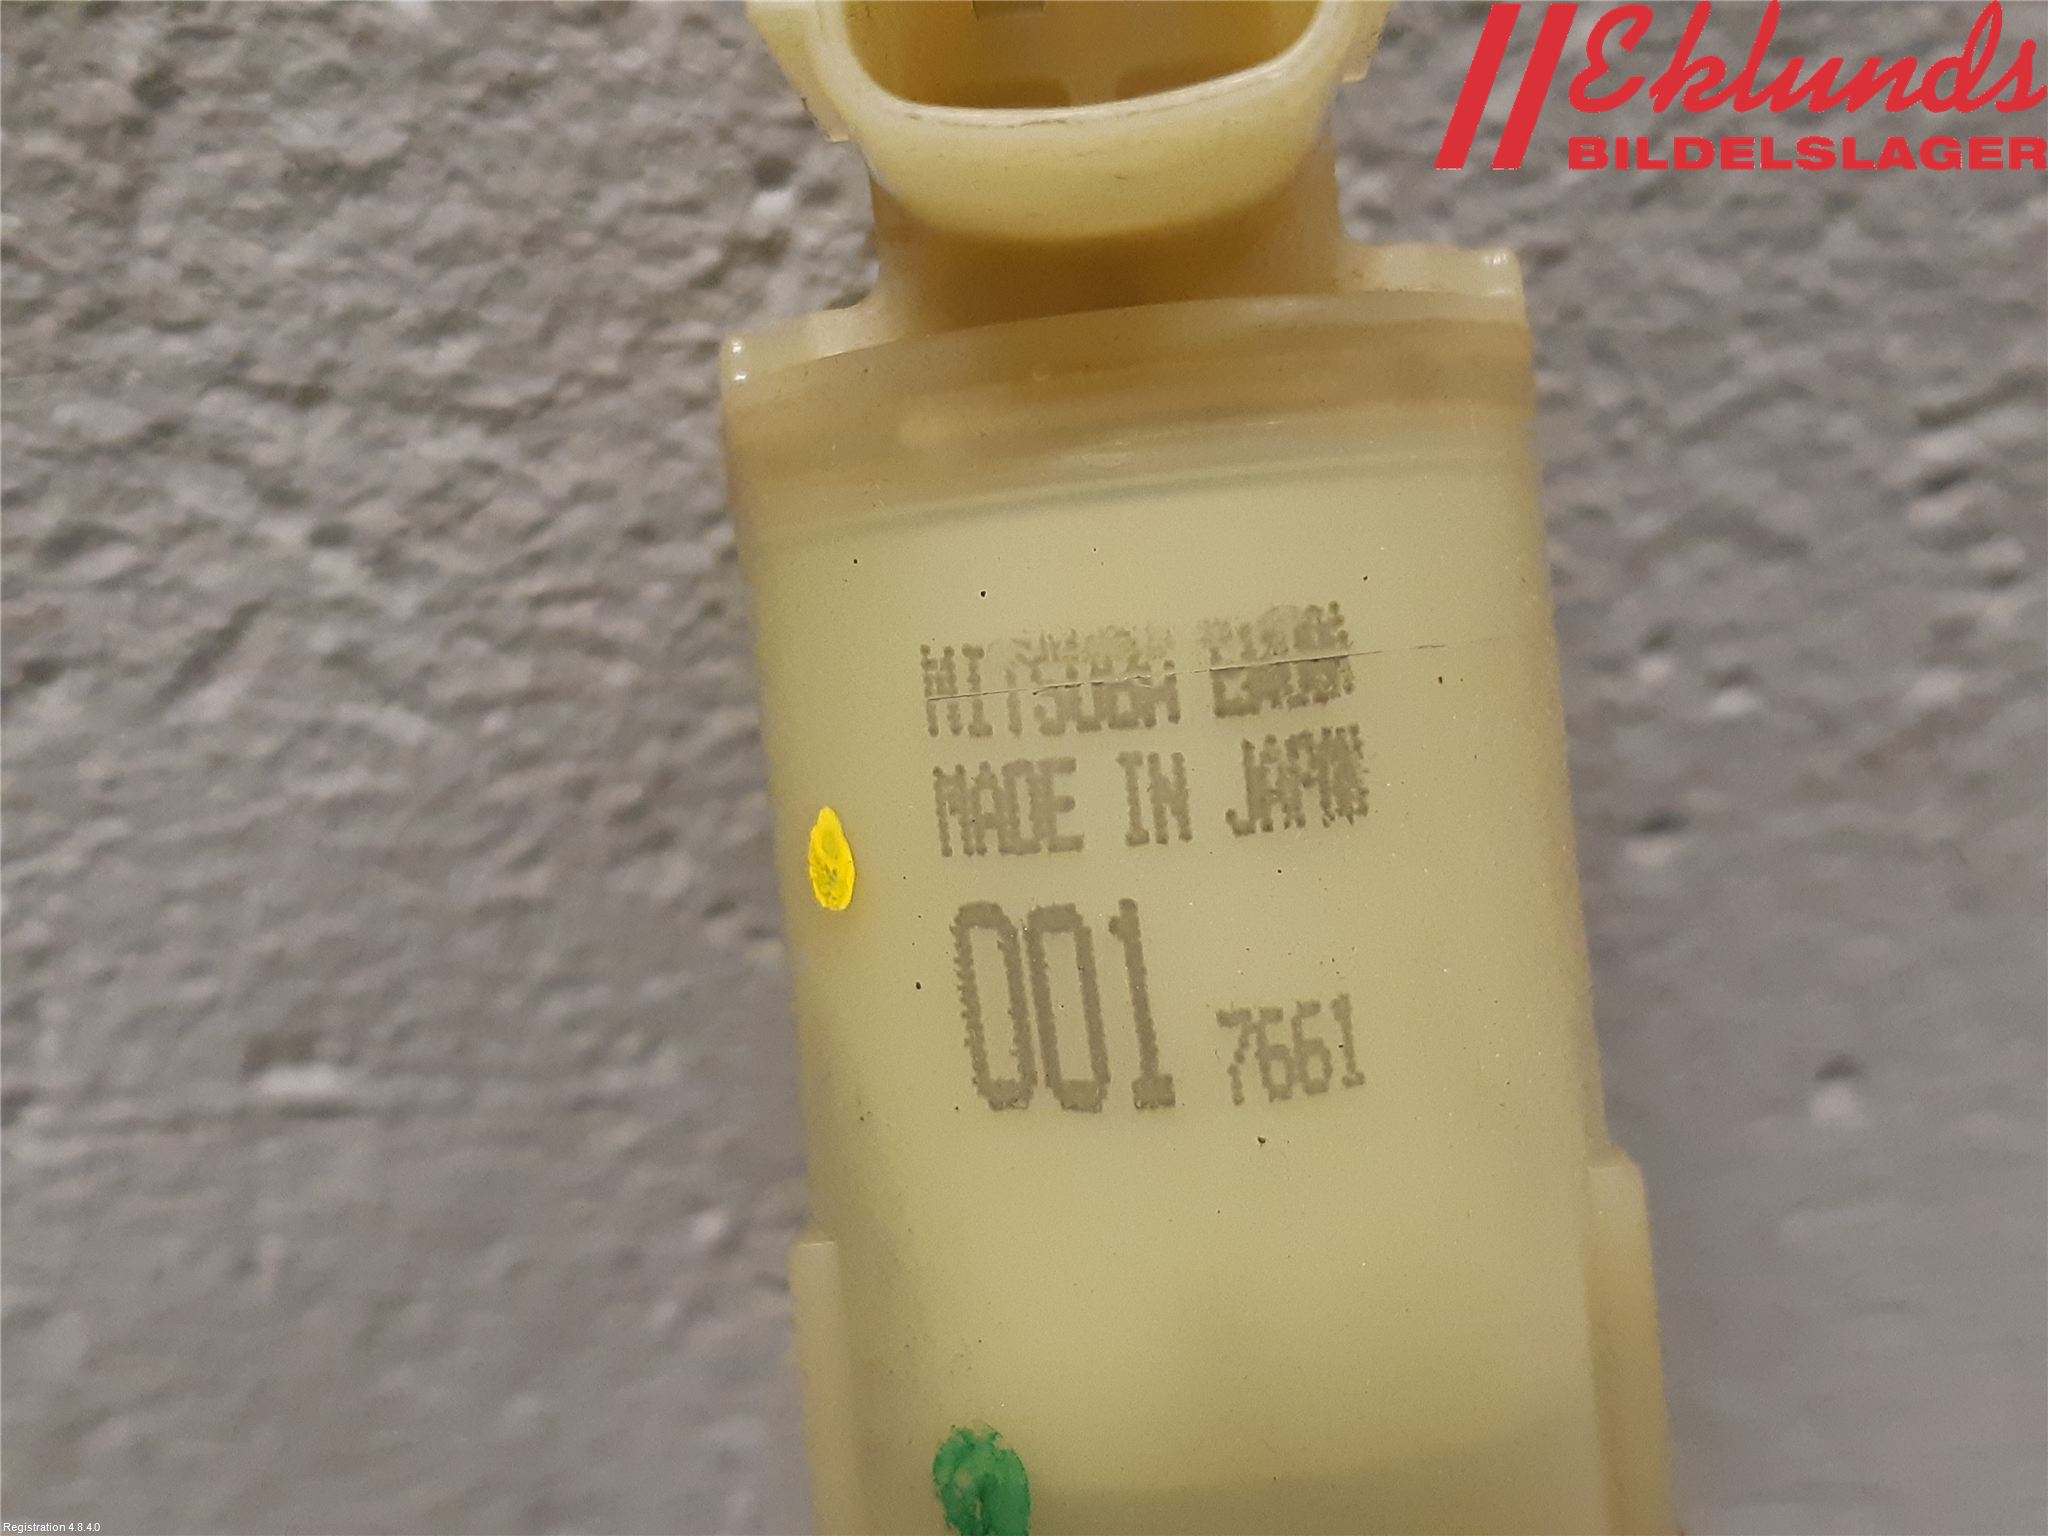 Eklunds
BILDELSLAGER
MITSUBA
MADE IN JAPAN
001 7661
Registration 4.8.4.0